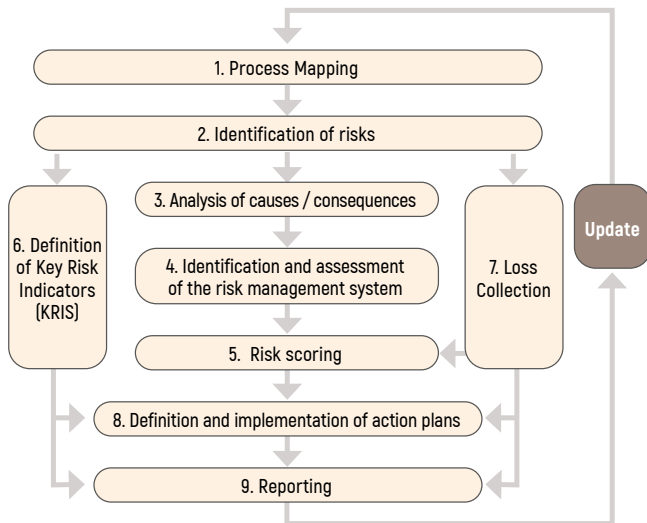 1. Process Mapping
2. Identification of risks
3. Analysis of causes / consequences
6. Definition
of Key Risk
Indicators
(KRIS)
4. Identification and assessment
of the risk management system
7. Loss
Collection
Update
5. Risk scoring
8. Definition and implementation of action plans
9. Reporting